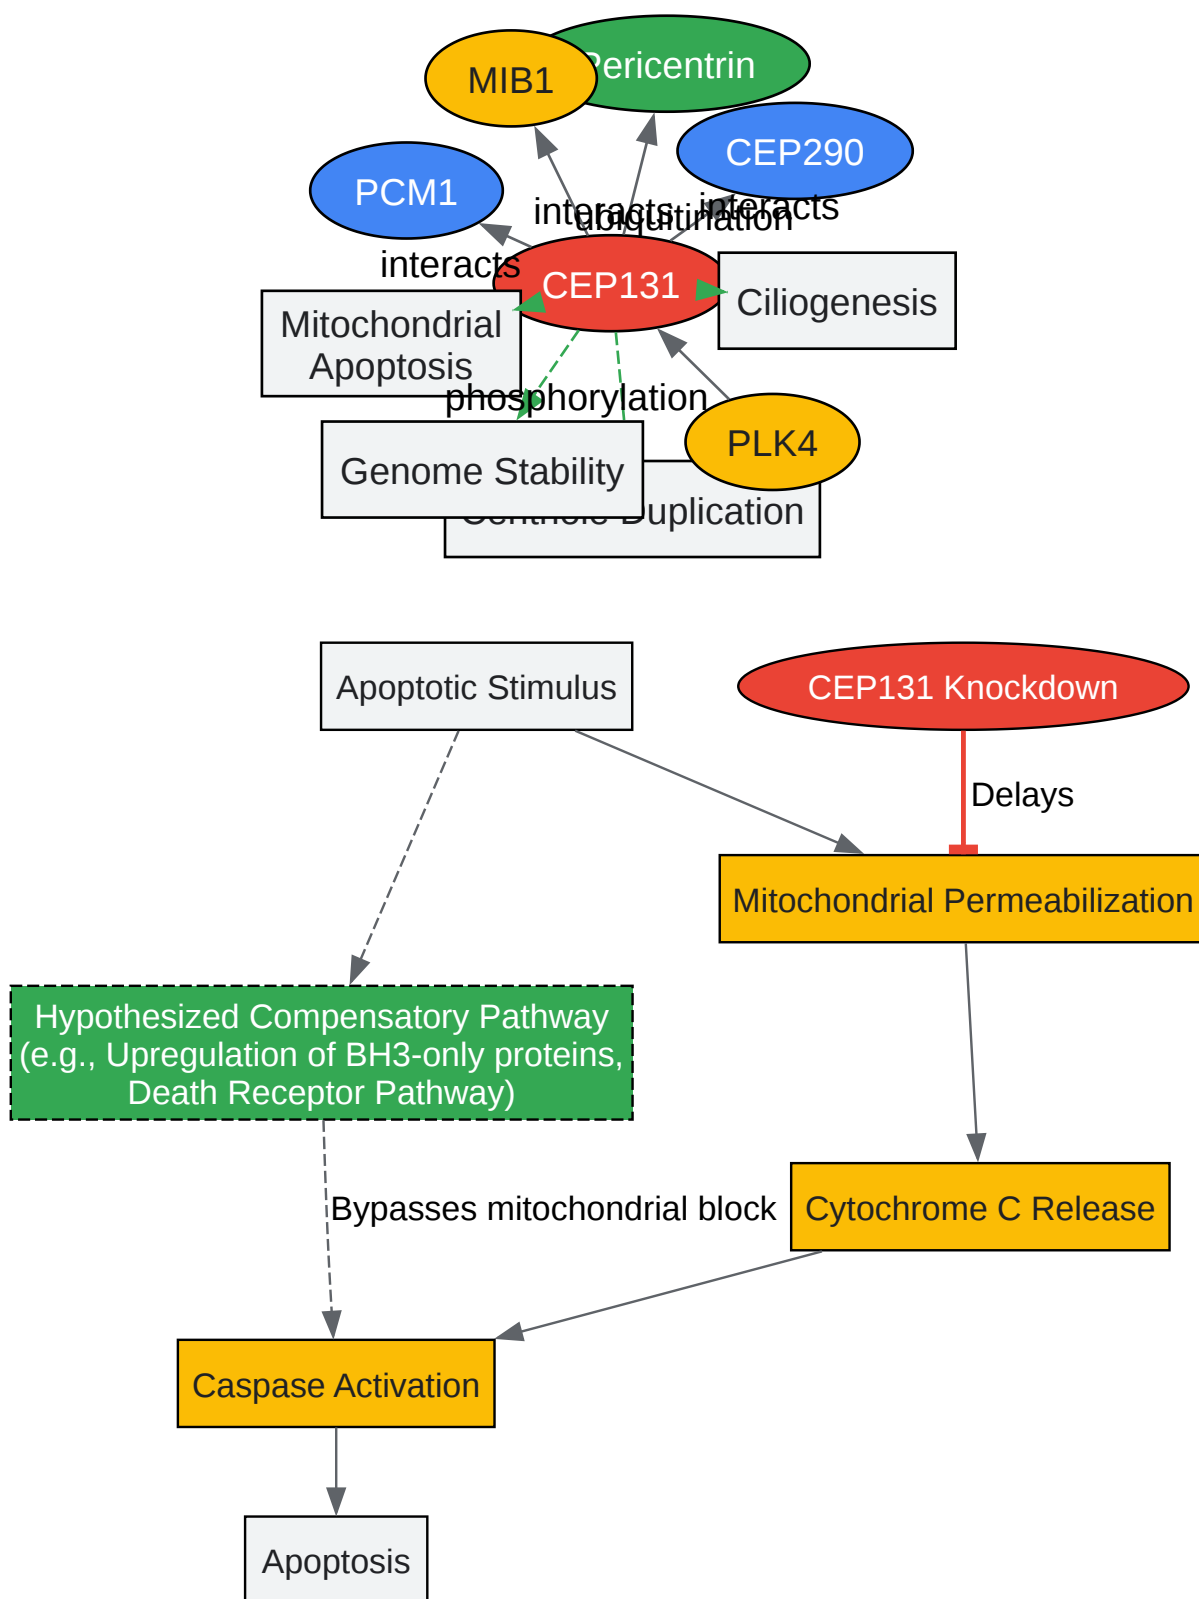 Pericentrin
MIB1
CEP290
PCM1
interacts
ubiquitination
interacts
interacts
CEP131
Ciliogenesis
Mitochondrial
Apoptosis
phosphorylation
PLK4
Genome Stability
Duplication
Apoptotic Stimulus
CEP131 Knockdown
Delays
Mitochondrial Permeabilization
Hypothesized Compensatory Pathway
(e.g., Upregulation of BH3-only proteins,
Death Receptor Pathway)
Bypasses mitochondrial block
Cytochrome C Release
Caspase Activation
Apoptosis